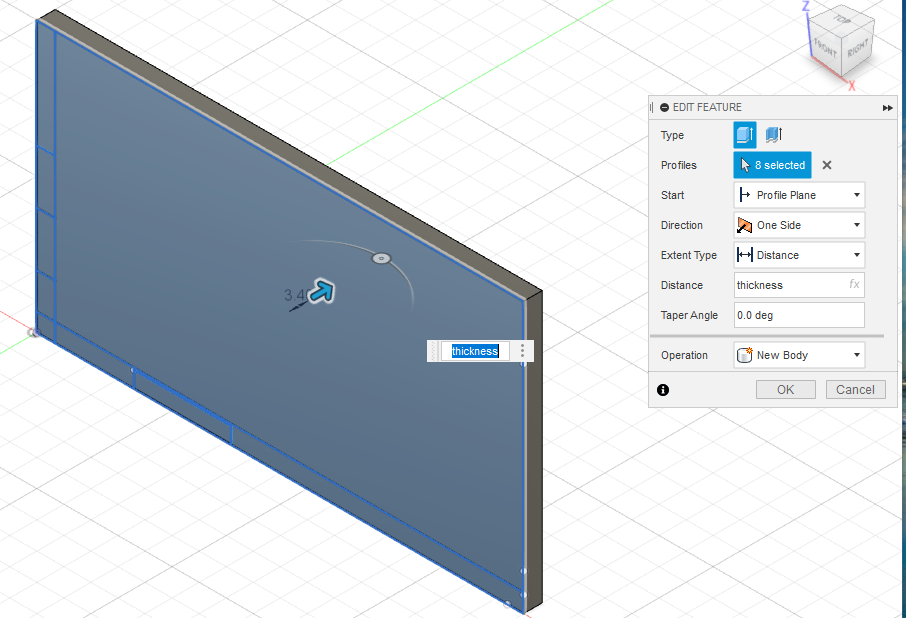 Z
TOP
FRONT
RIGHT
X
EDIT FEATURE
Type
Profiles
8 selected
Start
Profile Plane
Direction
One Side
Extent Type
Distance
Distance
thickness
fx
Taper Angle
0.0 deg
Operation
New Body
OK
Cancel
3.4
thickness